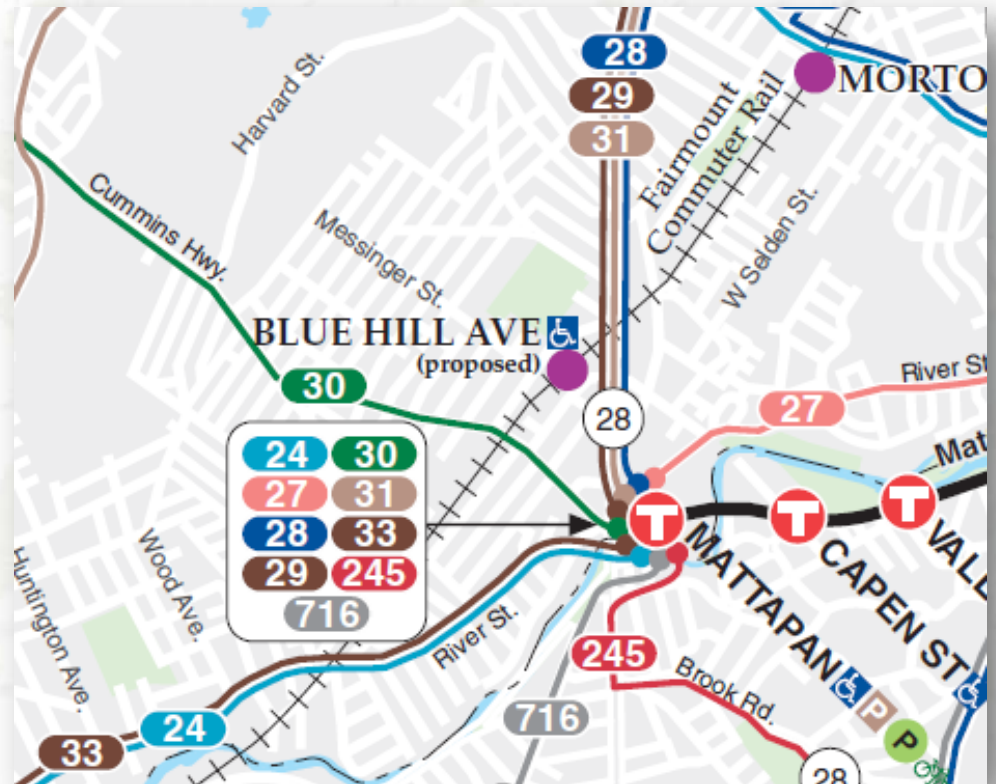 28
29
31
MORTO
Fairmount
Commuter Rail
Harvard St.
Cummins Hwy.
Messinger St.
W Selden St.
BLUE HILL AVE
(proposed)
30
28
27
River St
Mat
24 30
27 31
28 33
29 245
716
T
T
T
MATTAPAN
P
P
CAPEN ST
VALL
Huntington Ave.
Wood Ave.
River St.
245
Brook Rd.
716
24
33
28